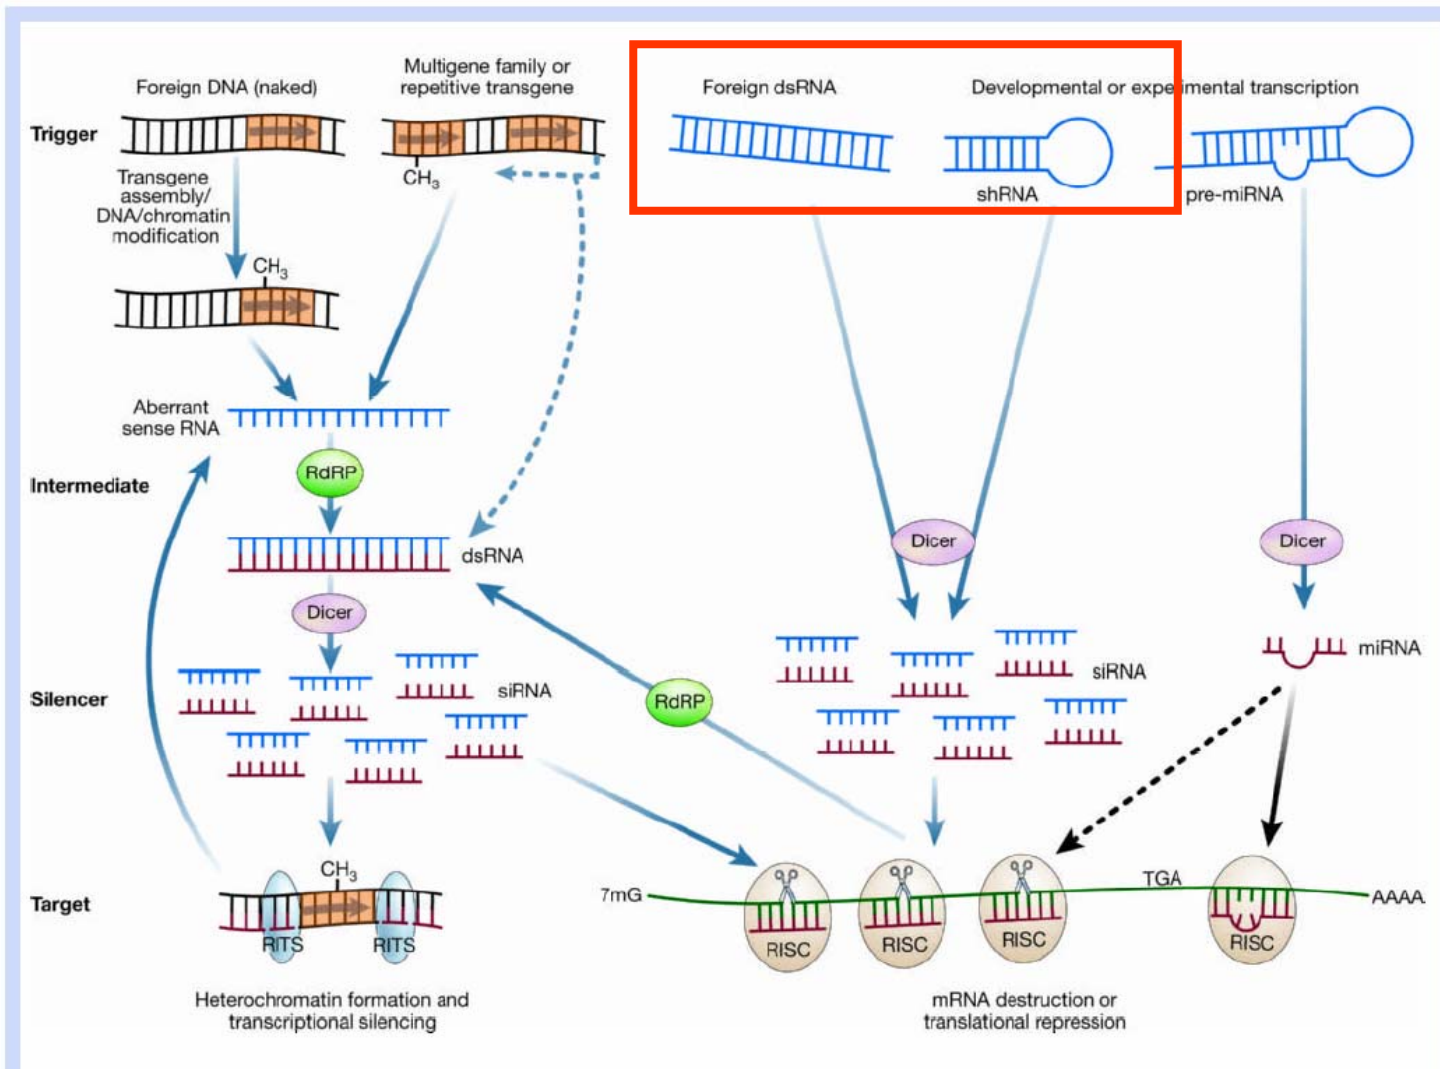 Multigene family or
repetitive transgene
Foreign DNA (naked)
Foreign dsRNA
Developmental or experimental transcription
Trigger
CH3
shRNA
pre-miRNA
Transgene
assembly/
DNA/chromatin
modification
CH3
Aberrant
sense RNA
RdRP
Intermediate
dsRNA
Dicer
Dicer
Dicer
Silencer
siRNA
RdRP
siRNA
miRNA
Target
CH3
RITS
RITS
7mG
TGA
AAAA
RISC
RISC
RISC
RISC
Heterochromatin formation and
transcriptional silencing
mRNA destruction or
translational repression